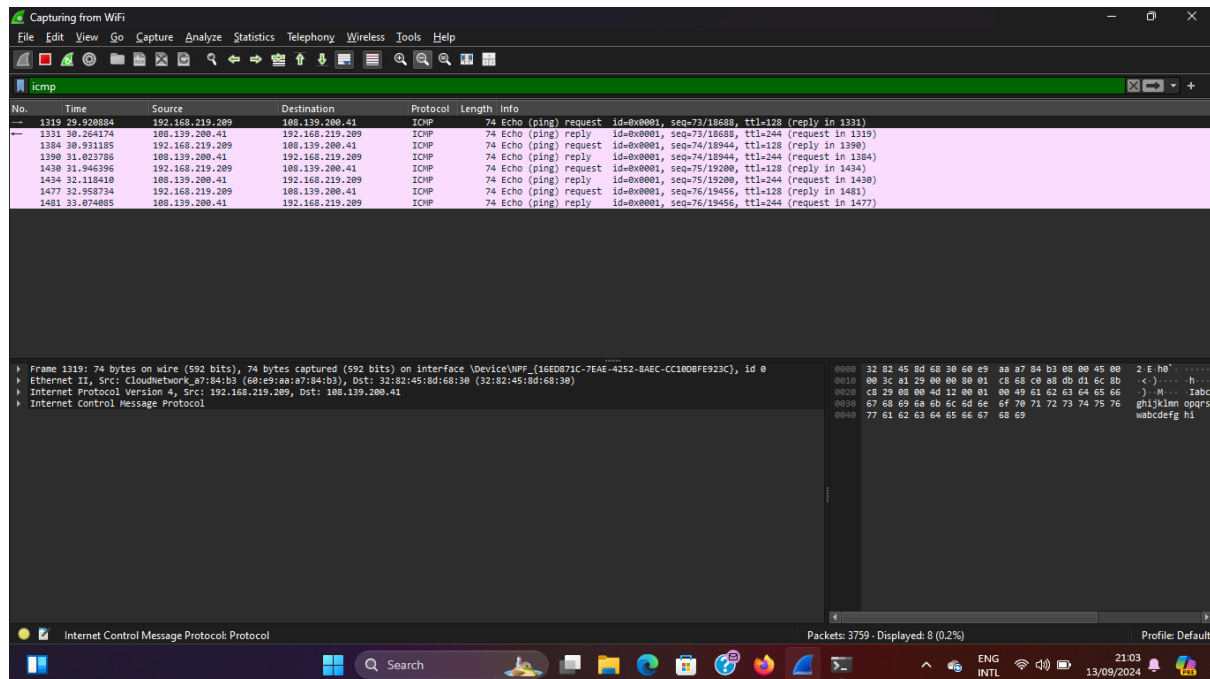 Capturing from WiFi
File Edit View Go Capture Analyze Statistics Telephony Wireless Tools Help
icmp
No. Time Source Destination Protocol Length Info
1319 29.920884 192.168.219.209 108.139.200.41 ICMP 74 Echo (ping) request id=0x0001, seq=73/18688, ttl=128 (reply in 1331)
1331 30.264174 108.139.200.41 192.168.219.209 ICMP 74 Echo (ping) reply id=0x0001, seq=73/18688, ttl=244 (request in 1319)
1384 30.931185 192.168.219.209 108.139.200.41 ICMP 74 Echo (ping) request id=0x0001, seq=74/18944, ttl=128 (reply in 1390)
1390 31.023786 108.139.200.41 192.168.219.209 ICMP 74 Echo (ping) reply id=0x0001, seq=74/18944, ttl=244 (request in 1384)
1430 31.946396 192.168.219.209 108.139.200.41 ICMP 74 Echo (ping) request id=0x0001, seq=75/19200, ttl=128 (reply in 1434)
1434 32.118410 108.139.200.41 192.168.219.209 ICMP 74 Echo (ping) reply id=0x0001, seq=75/19200, ttl=244 (request in 1430)
1477 32.958734 192.168.219.209 108.139.200.41 ICMP 74 Echo (ping) request id=0x0001, seq=76/19456, ttl=128 (reply in 1481)
1481 33.074085 108.139.200.41 192.168.219.209 ICMP 74 Echo (ping) reply id=0x0001, seq=76/19456, ttl=244 (request in 1477)
Frame 1319: 74 bytes on wire (592 bits), 74 bytes captured (592 bits) on interface \Device\NPF_{16ED871C-7EAE-4252-8AEC-CC10DBFE923C}, id 0
Ethernet II, Src: CloudNetwork_a7:84:b3 (60:e9:aa:a7:84:b3), Dst: 32:82:45:8d:68:30 (32:82:45:8d:68:30)
Internet Protocol Version 4, Src: 192.168.219.209, Dst: 108.139.200.41
Internet Control Message Protocol
0000 32 82 45 8d 68 30 60 e9 aa a7 84 b3 08 00 45 00 2·E·h0`· ······
0010 00 3c a1 29 00 00 80 01 c8 68 c0 a8 db d1 6c 8b ·<·)···· ·h···
0020 c8 29 08 00 4d 12 00 01 00 49 61 62 63 64 65 66 ·)··M··· ·Iabc
0030 67 68 69 6a 6b 6c 6d 6e 6f 70 71 72 73 74 75 76 ghijklmn opqrs
0040 77 61 62 63 64 65 66 67 68 69 wabcdefg hi
Internet Control Message Protocol: Protocol
Packets: 3759 · Displayed: 8 (0.2%)
Profile: Default
Search
ENG
INTL
21:03
13/09/2024
PRE